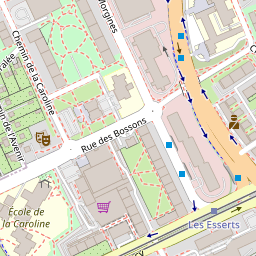 Morgines
Chemin de la Caroline
Rue des Bossons
École de
la Caroline
Les Esserts